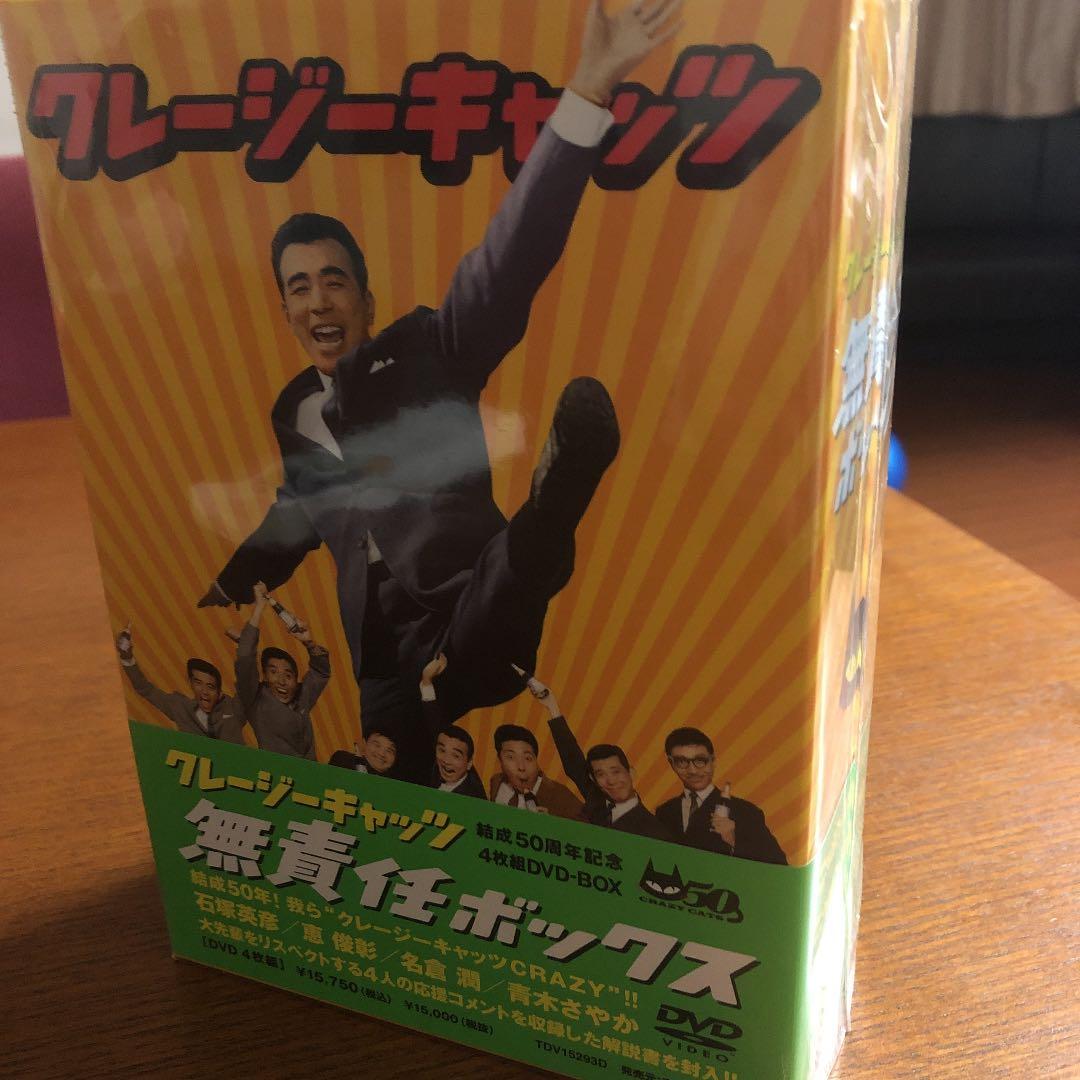 クレージーキャッツ
クレージーキャッツ
結成50周年記念
4枚組DVD-BOX
50
CRAZY CATS
無責任ボックス
結成50年!我ら"クレージーキャッツCRAZY"!!
石塚英彦/恵 俊彰/名倉 潤/青木さやか
大先輩をリスペクトする4人の応援コメントを収録した解説書を封入!!
[DVD 4枚組] ¥15,750(税込) ¥15,000(税抜)
DVD
VIDEO
TDV15293D 発売元
無責
ボ